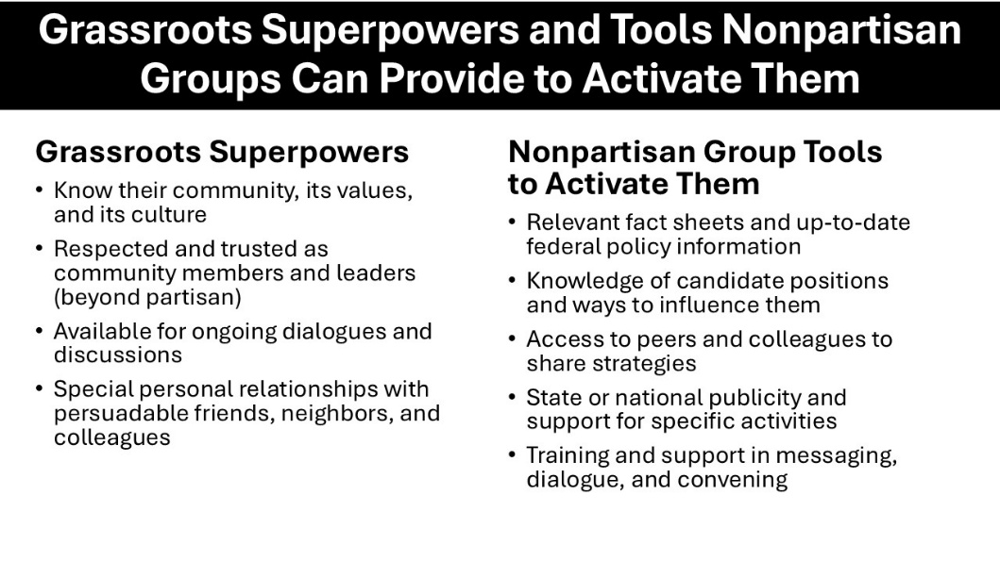 Grassroots Superpowers and Tools Nonpartisan
Groups Can Provide to Activate Them
Grassroots Superpowers
• Know their community, its values,
and its culture
• Respected and trusted as
community members and leaders
(beyond partisan)
• Available for ongoing dialogues and
discussions
• Special personal relationships with
persuadable friends, neighbors, and
colleagues
Nonpartisan Group Tools
to Activate Them
• Relevant fact sheets and up-to-date
federal policy information
• Knowledge of candidate positions
and ways to influence them
• Access to peers and colleagues to
share strategies
• State or national publicity and
support for specific activities
• Training and support in messaging,
dialogue, and convening